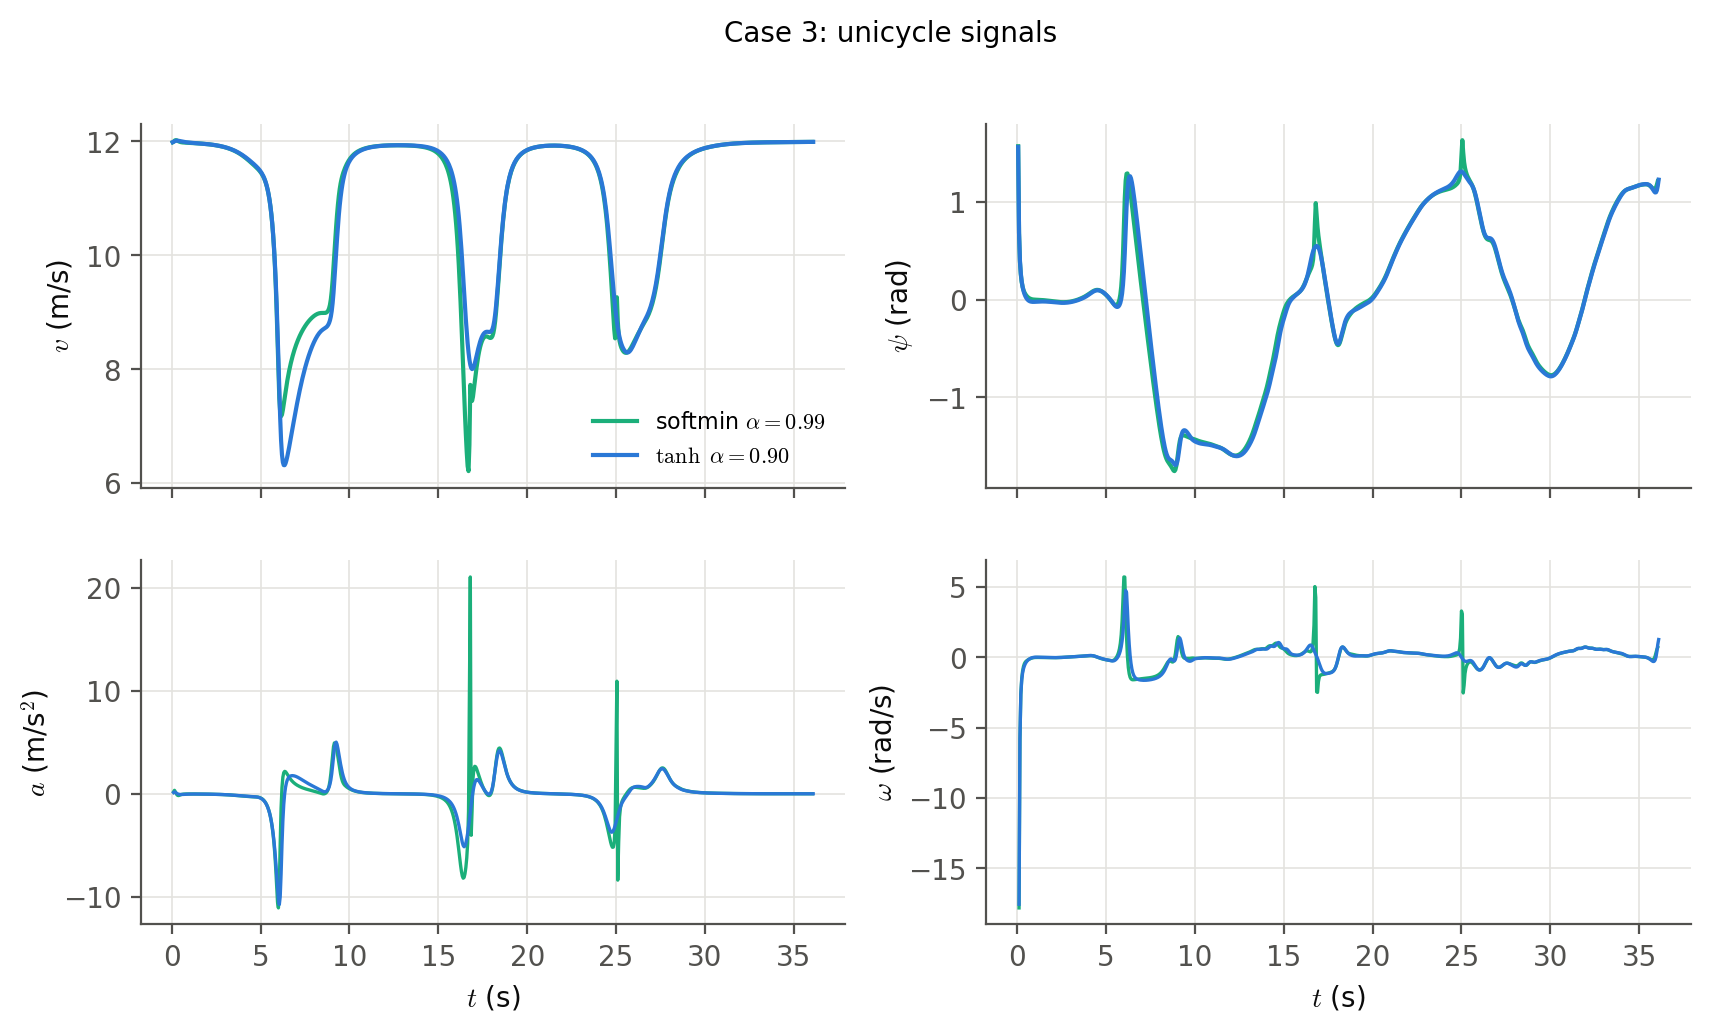 Case 3: unicycle signals
12
10
8
6
v (m/s)
softmin α = 0.99
tanh α = 0.90
1
0
−1
ψ (rad)
20
10
0
−10
a (m/s²)
0 5 10 15 20 25 30 35
t (s)
5
0
−5
−10
−15
ω (rad/s)
0 5 10 15 20 25 30 35
t (s)